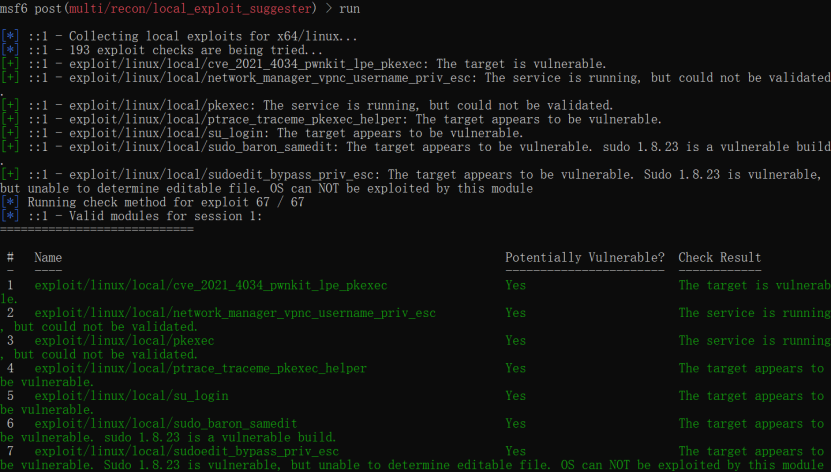 msf6 post(multi/recon/local_exploit_suggester) > run
[*] ::1 - Collecting local exploits for x64/linux...
[*] ::1 - 193 exploit checks are being tried...
[+] ::1 - exploit/linux/local/cve_2021_4034_pwnkit_lpe_pkexec: The target is vulnerable.
[+] ::1 - exploit/linux/local/network_manager_vpnc_username_priv_esc: The service is running, but could not be validated
.
[+] ::1 - exploit/linux/local/pkexec: The service is running, but could not be validated.
[+] ::1 - exploit/linux/local/ptrace_traceme_pkexec_helper: The target appears to be vulnerable.
[+] ::1 - exploit/linux/local/su_login: The target appears to be vulnerable.
[+] ::1 - exploit/linux/local/sudo_baron_samedit: The target appears to be vulnerable. sudo 1.8.23 is a vulnerable build
.
[+] ::1 - exploit/linux/local/sudoedit_bypass_priv_esc: The target appears to be vulnerable. Sudo 1.8.23 is vulnerable,
but unable to determine editable file. OS can NOT be exploited by this module
[*] Running check method for exploit 67 / 67
[*] ::1 - Valid modules for session 1:
============================
#   Name   Potentially Vulnerable?   Check Result
-   ----   -----------------------   ------------
1   exploit/linux/local/cve_2021_4034_pwnkit_lpe_pkexec   Yes   The target is vulnerab
le.
2   exploit/linux/local/network_manager_vpnc_username_priv_esc   Yes   The service is running
, but could not be validated.
3   exploit/linux/local/pkexec   Yes   The service is running
, but could not be validated.
4   exploit/linux/local/ptrace_traceme_pkexec_helper   Yes   The target appears to
be vulnerable.
5   exploit/linux/local/su_login   Yes   The target appears to
be vulnerable.
6   exploit/linux/local/sudo_baron_samedit   Yes   The target appears to
be vulnerable. sudo 1.8.23 is a vulnerable build.
7   exploit/linux/local/sudoedit_bypass_priv_esc   Yes   The target appears to
be vulnerable. Sudo 1.8.23 is vulnerable, but unable to determine editable file. OS can NOT be exploited by this module